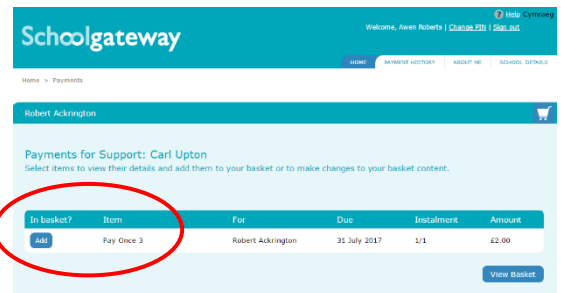 Help Cymraeg
Schoolgateway
Welcome, Awen Roberts | Change PIN | Sign out
HOME PAYMENT HISTORY ABOUT ME SCHOOL DETAILS
Home > Payments
Robert Ackrington
Payments for Support: Carl Upton
Select items to view their details and add them to your basket or to make changes to your basket content.
In basket? Item For Due Instalment Amount
Add Pay Once 3 Robert Ackrington 31 July 2017 1/1 £2.00
View Basket